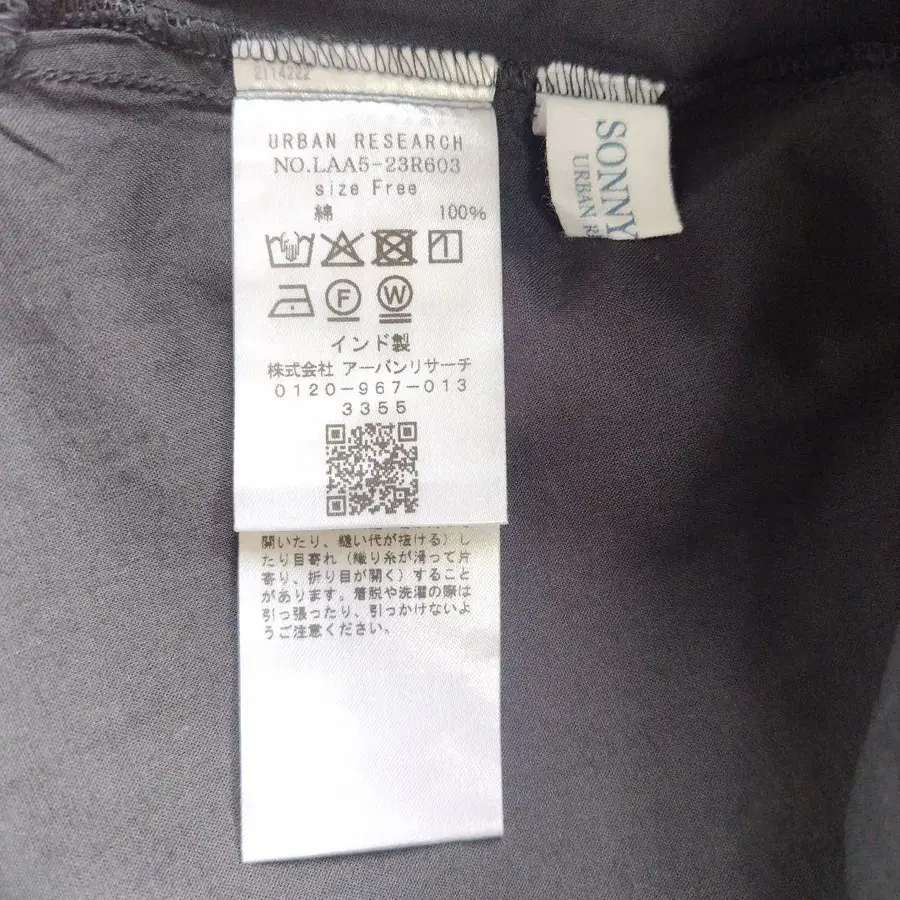 2114222
URBAN RESEARCH
NO.LAA5-23R603
size Free
綿 100%
F W
インド製
株式会社 アーバンリサーチ
0120-967-013
3355
開いたり、縫い代が抜ける)し
たり目寄れ(織り糸が滑って片
寄り、折り目が開く)すること
があります。着脱や洗濯の際は
引っ張ったり、引っかけないよ
うご注意ください。
SONNY
URBAN